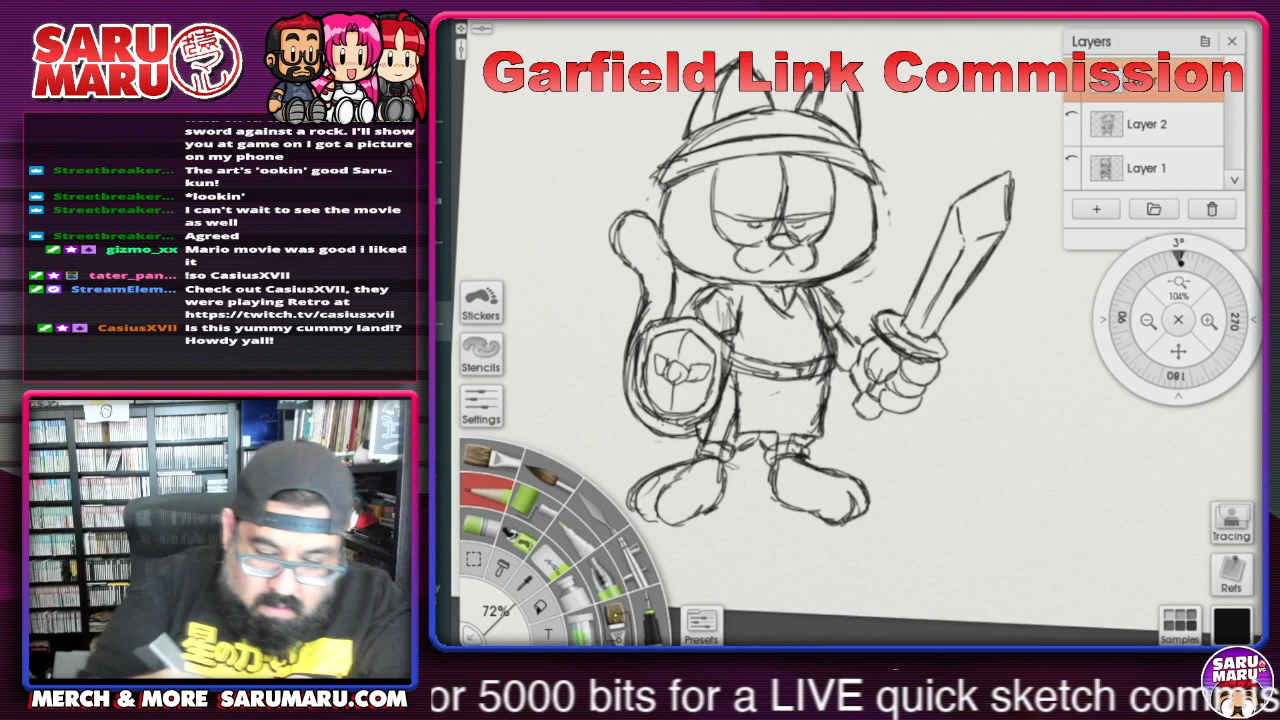 SARU
MARU
Garfield Link Commission
Layers
Layer 2
Layer 1
sword against a rock. I'll show
you at game on I got a picture
on my phone
Streetbreaker... The art's 'ookin' good Saru-
kun!
Streetbreaker... *lookin'
Streetbreaker... I can't wait to see the movie
as well
Streetbreaker... Agreed
gizmo_xx Mario movie was good i liked
it
tater_pan... !so CasiusXVII
StreamElem... Check out CasiusXVII, they
were playing Retro at
https://twitch.tv/casiusxvii
CasiusXVII Is this yummy cummy land!?
Howdy yall!
3°
104%
90
270
180
Stickers
Stencils
Settings
72%
T
Presets
Tracing
Refs
Samples
MERCH & MORE SARUMARU.COM
or 5000 bits for a LIVE quick sketch commis
SARU
MARU